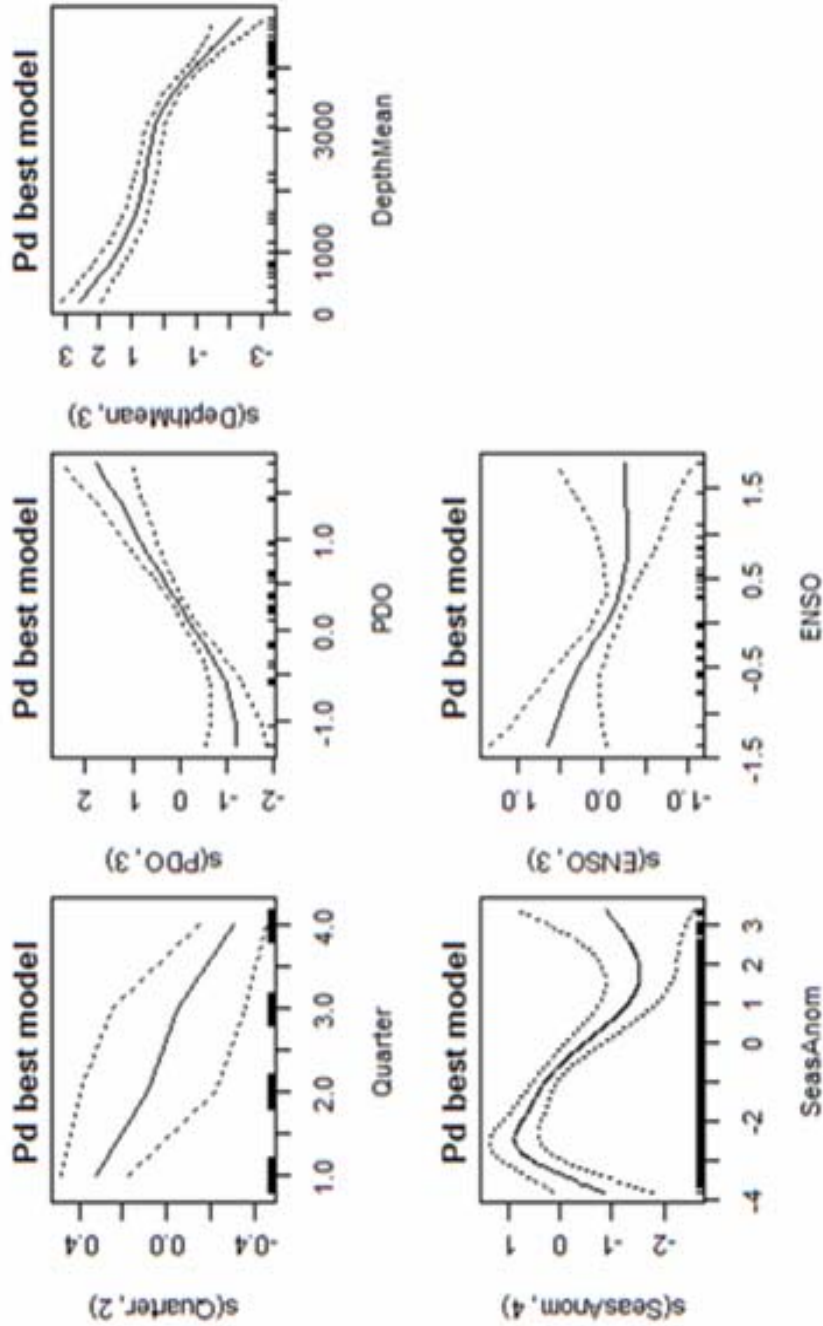 Pd best model
s(Quarter, 2)
0.4
0.0
-0.4
1.0 2.0 3.0 4.0
Quarter
Pd best model
s(PDO, 3)
2
1
0
-1
-2
-1.0 0.0 1.0
PDO
Pd best model
s(DepthMean, 3)
3
2
1
-1
-3
0 1000 3000
DepthMean
Pd best model
s(SeasAnom, 4)
1
0
-1
-2
-4 -2 0 1 2 3
SeasAnom
Pd best model
s(ENSO, 3)
1.0
0.0
-1.0
-1.5 -0.5 0.5 1.5
ENSO